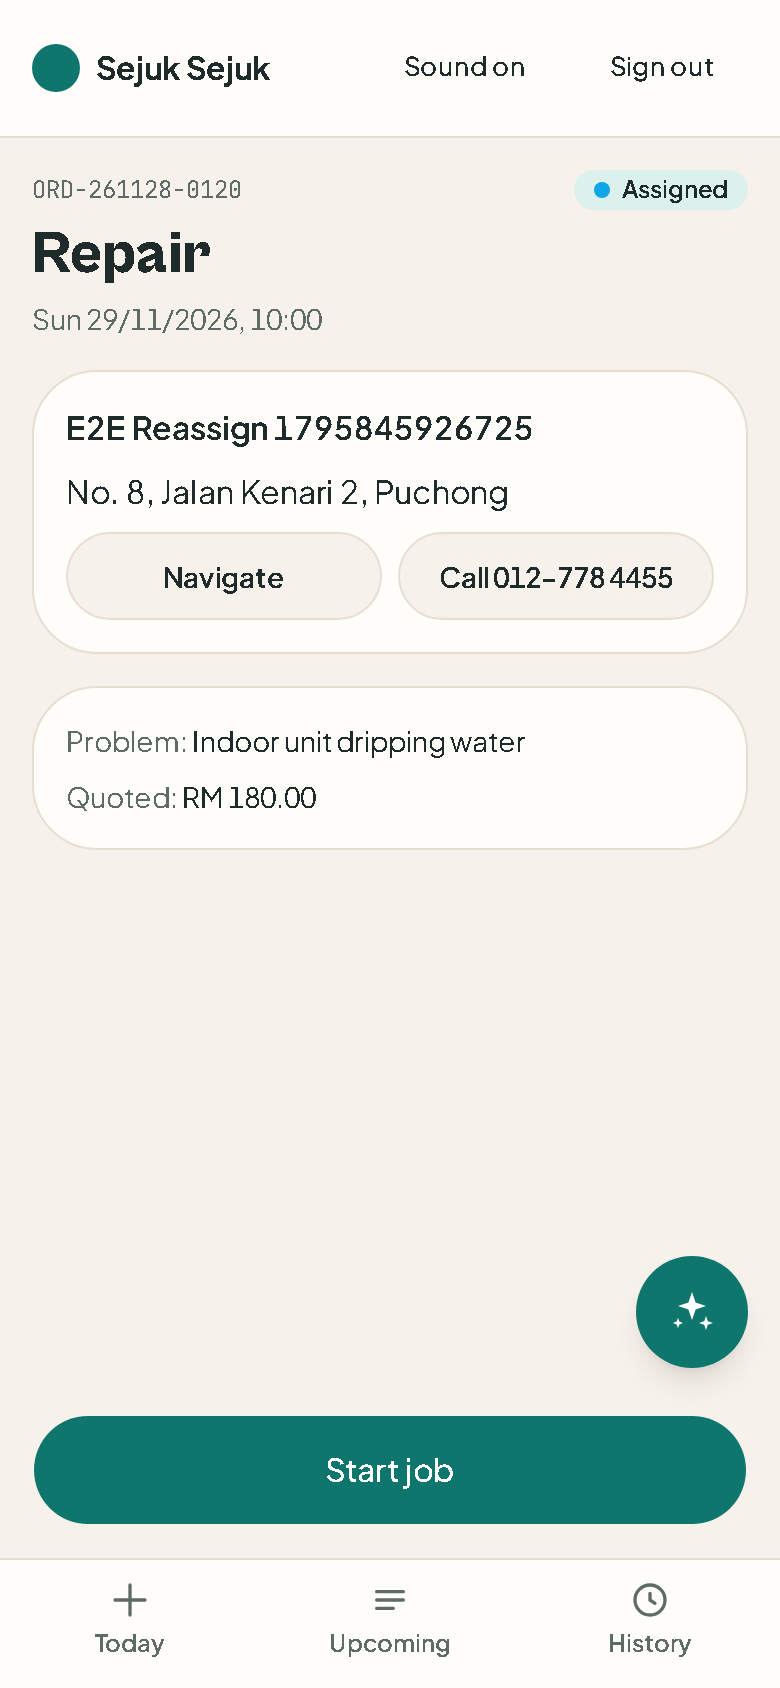 Sejuk Sejuk
Sound on
Sign out
ORD-261128-0120
Assigned
Repair
Sun 29/11/2026, 10:00
E2E Reassign 1795845926725
No. 8, Jalan Kenari 2, Puchong
Navigate
Call 012-778 4455
Problem: Indoor unit dripping water
Quoted: RM 180.00
Start job
Today
Upcoming
History